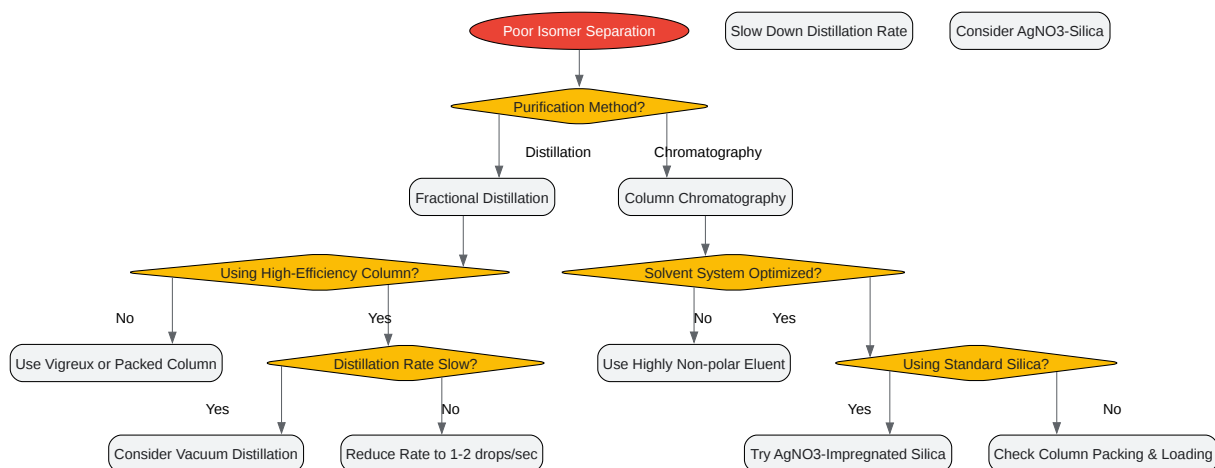 Poor Isomer Separation
Slow Down Distillation Rate
Consider AgNO3-Silica
Purification Method?
Distillation
Chromatography
Fractional Distillation
Column Chromatography
Using High-Efficiency Column?
Solvent System Optimized?
No
Yes
No
Yes
Use Vigreux or Packed Column
Distillation Rate Slow?
Use Highly Non-polar Eluent
Using Standard Silica?
Yes
No
Yes
No
Consider Vacuum Distillation
Reduce Rate to 1-2 drops/sec
Try AgNO3-Impregnated Silica
Check Column Packing & Loading